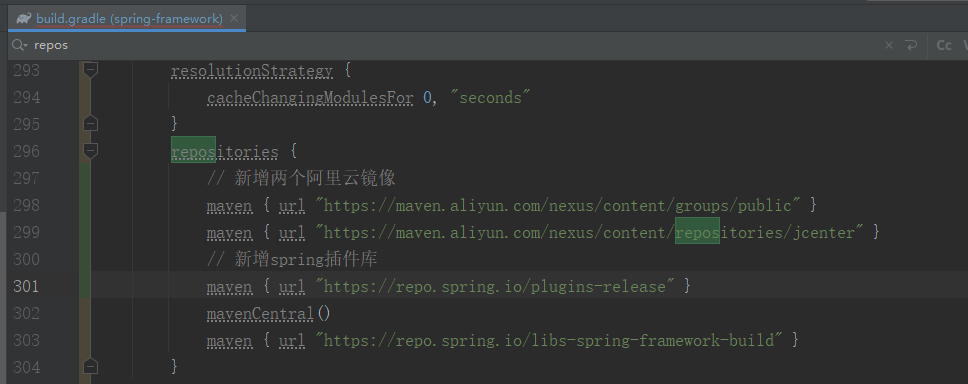 build.gradle (spring-framework) ×
repos × Cc
293 resolutionStrategy {
294 cacheChangingModulesFor 0, "seconds"
295 }
296 repositories {
297 // 新增两个阿里云镜像
298 maven { url "https://maven.aliyun.com/nexus/content/groups/public" }
299 maven { url "https://maven.aliyun.com/nexus/content/repositories/jcenter" }
300 // 新增spring插件库
301 maven { url "https://repo.spring.io/plugins-release" }
302 mavenCentral()
303 maven { url "https://repo.spring.io/libs-spring-framework-build" }
304 }